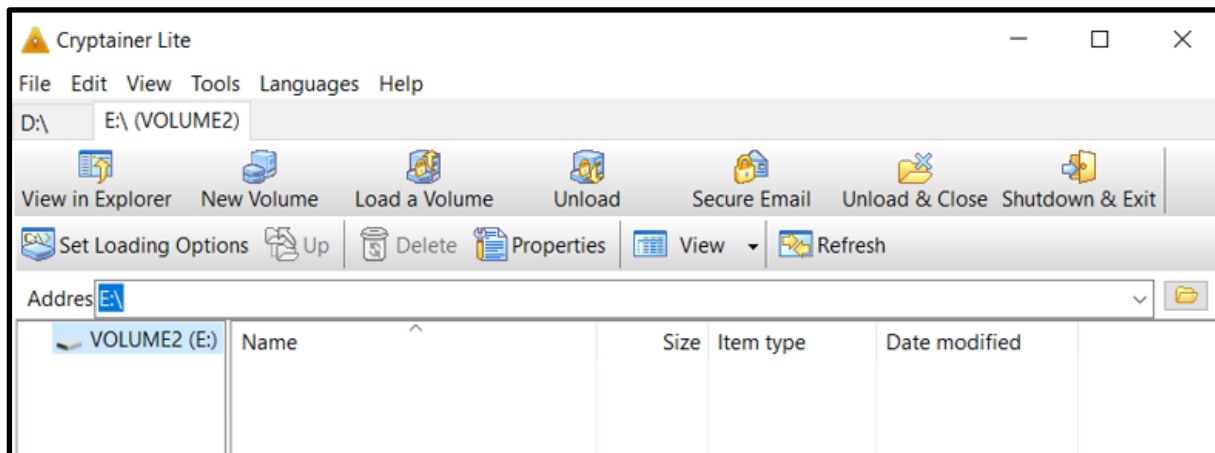 Cryptainer Lite
File Edit View Tools Languages Help
D:\ E:\ (VOLUME2)
View in Explorer New Volume Load a Volume Unload Secure Email Unload & Close Shutdown & Exit
Set Loading Options Up Delete Properties View Refresh
Addres E:\
VOLUME2 (E:) Name Size Item type Date modified